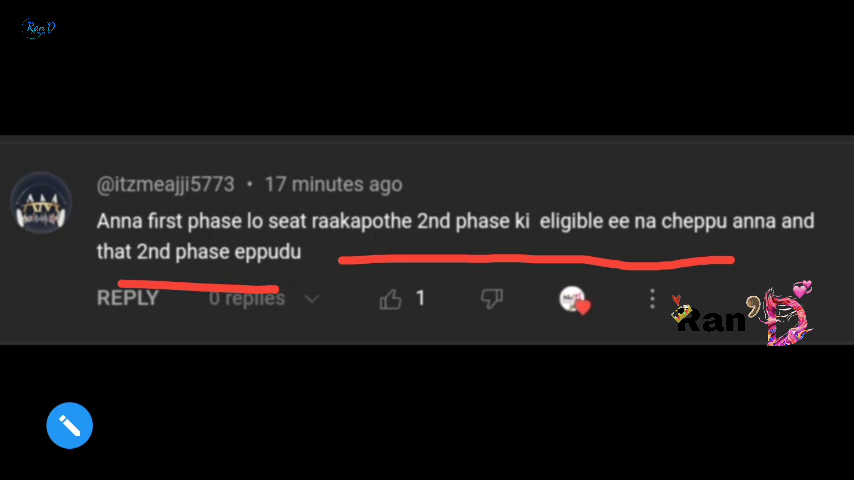 Ran'D
@itzmeajji5773 • 17 minutes ago
Anna first phase lo seat raakapothe 2nd phase ki eligible ee na cheppu anna and
that 2nd phase eppudu
REPLY 0 replies 1
Ran'D